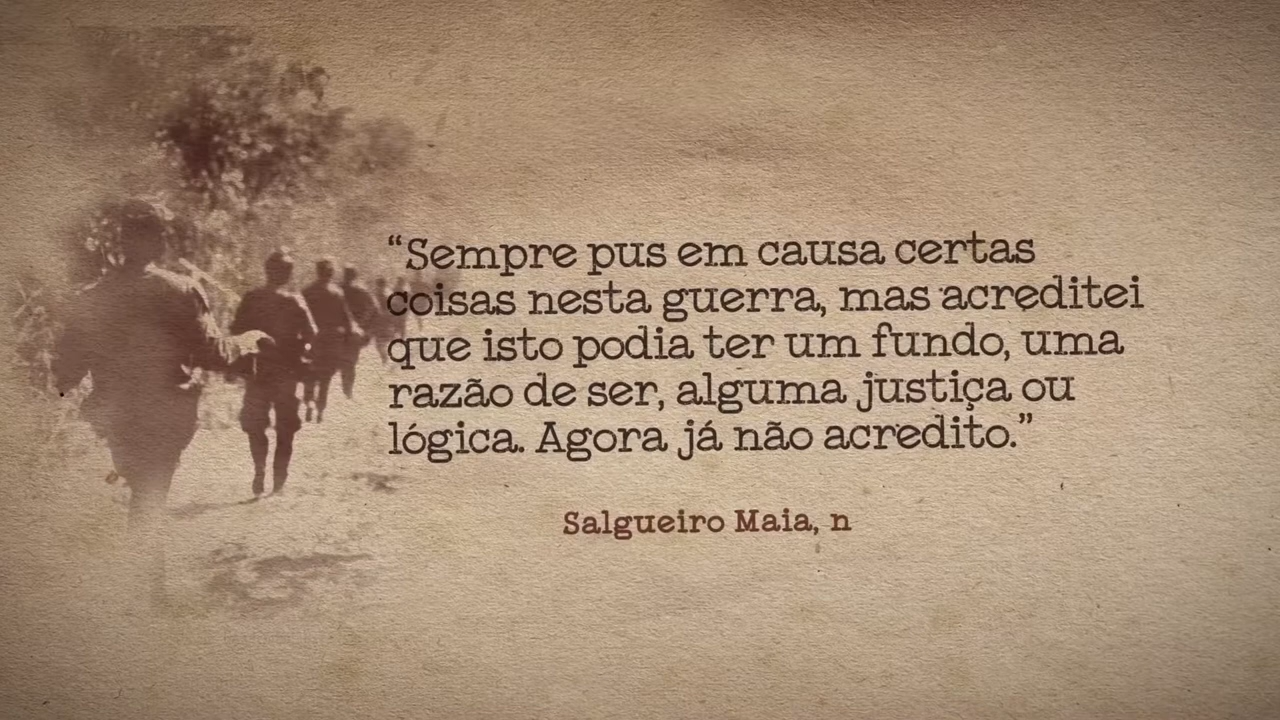 “Sempre pus em causa certas
coisas nesta guerra, mas acreditei
que isto podia ter um fundo, uma
razão de ser, alguma justiça ou
lógica. Agora já não acredito.”
Salgueiro Maia, n